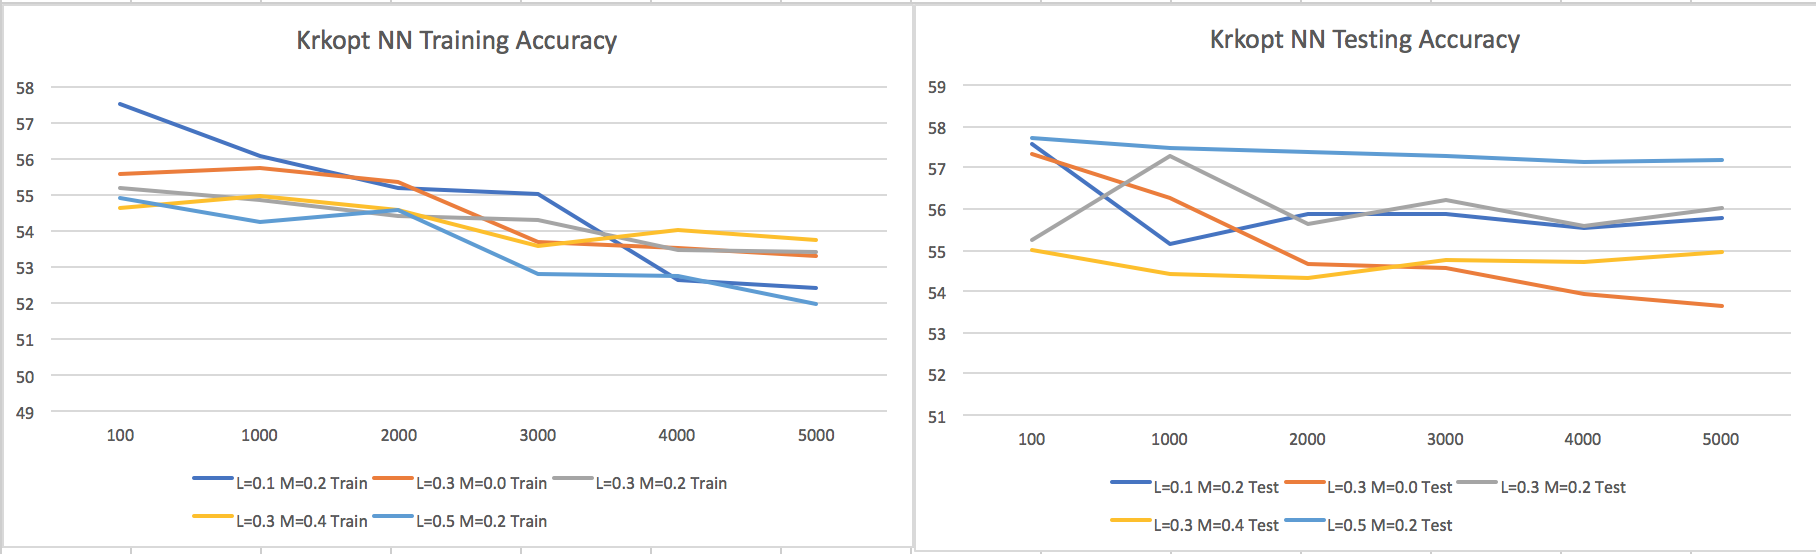 Krkopt NN Training Accuracy
58
57
56
55
54
53
52
51
50
49
100 1000 2000 3000 4000 5000
L=0.1 M=0.2 Train L=0.3 M=0.0 Train L=0.3 M=0.2 Train
L=0.3 M=0.4 Train L=0.5 M=0.2 Train
Krkopt NN Testing Accuracy
59
58
57
56
55
54
53
52
51
100 1000 2000 3000 4000 5000
L=0.1 M=0.2 Test L=0.3 M=0.0 Test L=0.3 M=0.2 Test
L=0.3 M=0.4 Test L=0.5 M=0.2 Test